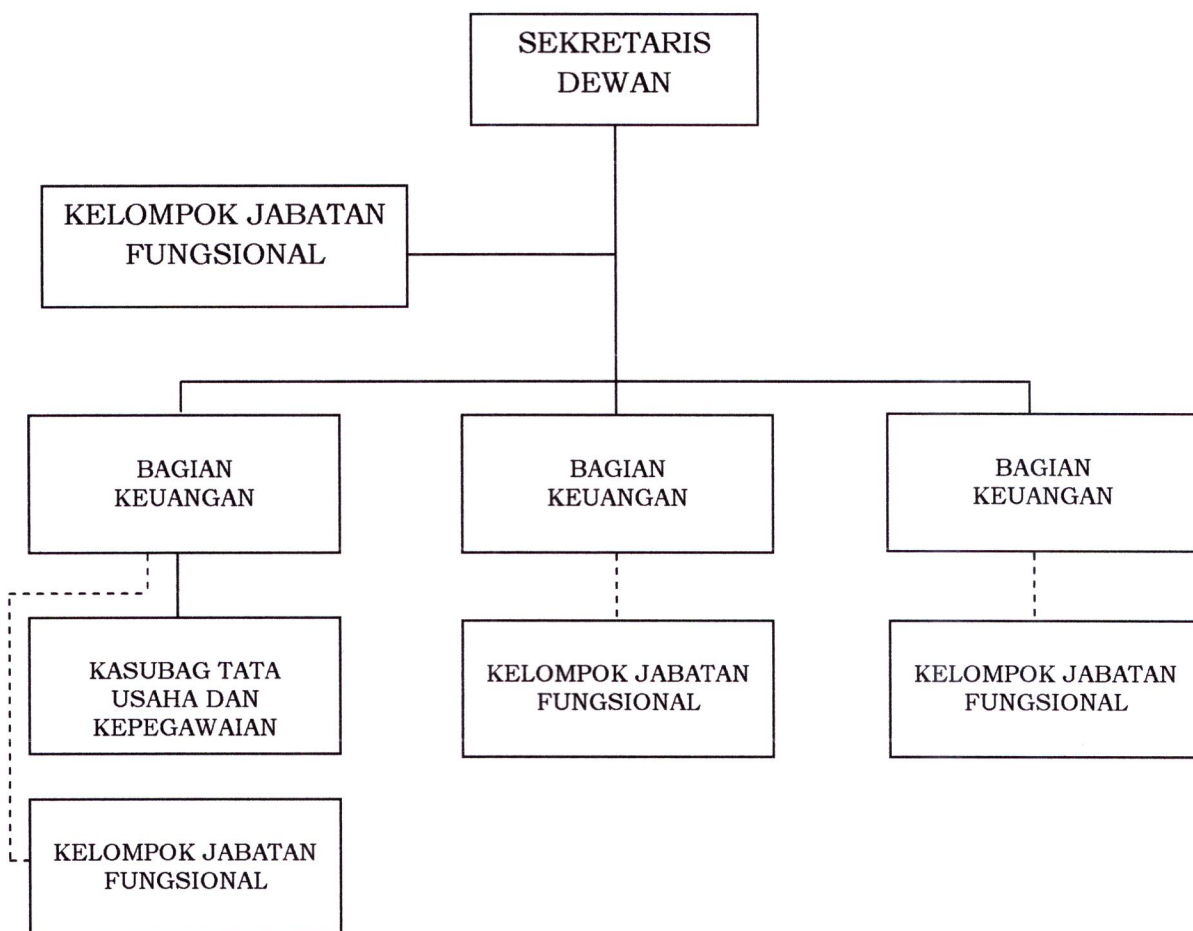 SEKRETARIS
DEWAN
KELOMPOK JABATAN
FUNGSIONAL
BAGIAN
KEUANGAN
BAGIAN
KEUANGAN
BAGIAN
KEUANGAN
KASUBAG TATA
USAHA DAN
KEPEGAWAIAN
KELOMPOK JABATAN
FUNGSIONAL
KELOMPOK JABATAN
FUNGSIONAL
KELOMPOK JABATAN
FUNGSIONAL